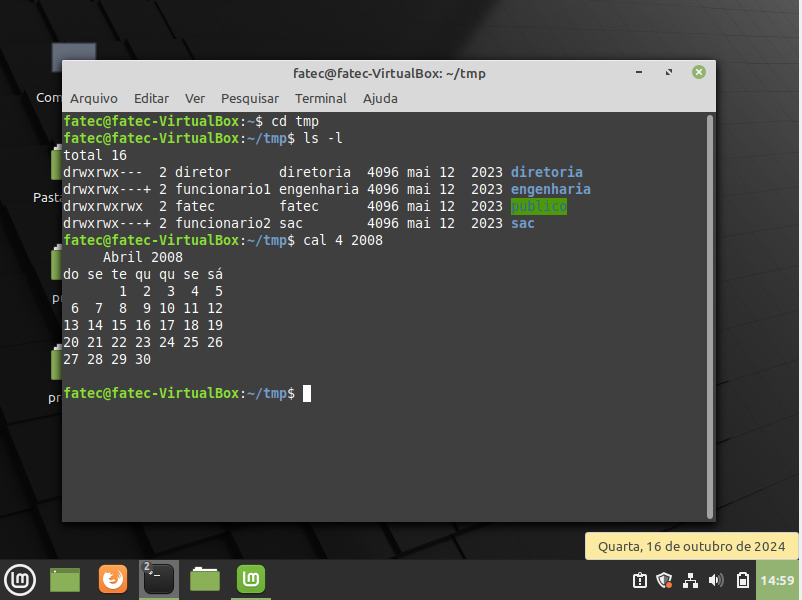 Com
fatec@fatec-VirtualBox: ~/tmp
Arquivo Editar Ver Pesquisar Terminal Ajuda
fatec@fatec-VirtualBox:~$ cd tmp
fatec@fatec-VirtualBox:~/tmp$ ls -l
total 16
drwxrwx---  2 diretor      diretoria  4096 mai 12  2023 diretoria
drwxrwx---+ 2 funcionario1 engenharia 4096 mai 12  2023 engenharia
drwxrwxrwx  2 fatec        fatec      4096 mai 12  2023 publico
drwxrwx---+ 2 funcionario2 sac        4096 mai 12  2023 sac
fatec@fatec-VirtualBox:~/tmp$ cal 4 2008
     Abril 2008
do se te qu qu se sá
       1  2  3  4  5
 6  7  8  9 10 11 12
13 14 15 16 17 18 19
20 21 22 23 24 25 26
27 28 29 30
fatec@fatec-VirtualBox:~/tmp$
Pasta
p
pr
Quarta, 16 de outubro de 2024
2
14:59